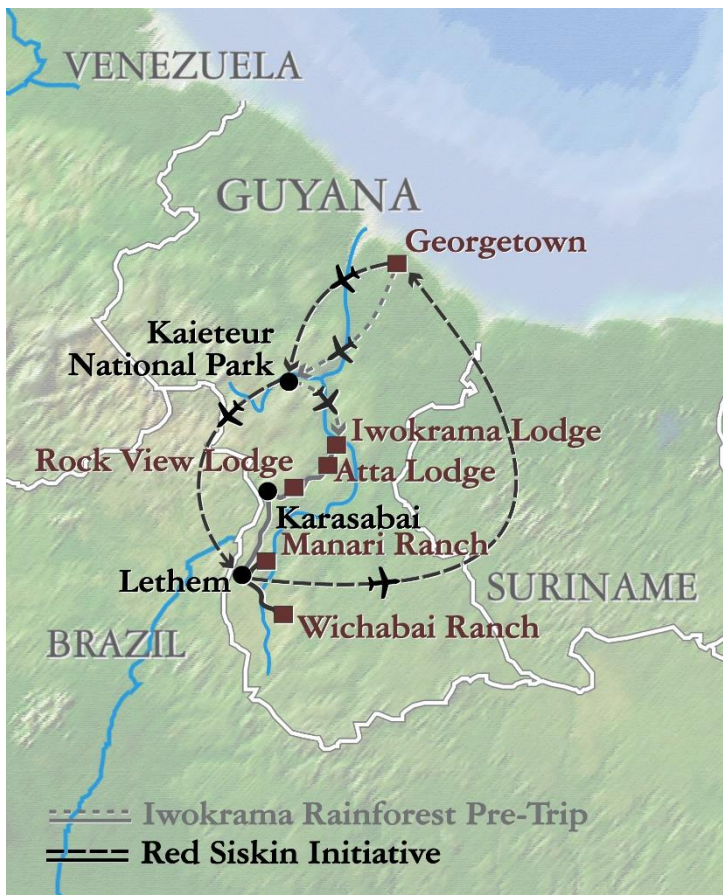 VENEZUELA
GUYANA
Georgetown
Kaieteur
National Park
Iwokrama Lodge
Rock View Lodge
Atta Lodge
Karasabai
Manari Ranch
Lethem
SURINAME
Wichabai Ranch
BRAZIL
Iwokrama Rainforest Pre-Trip
Red Siskin Initiative